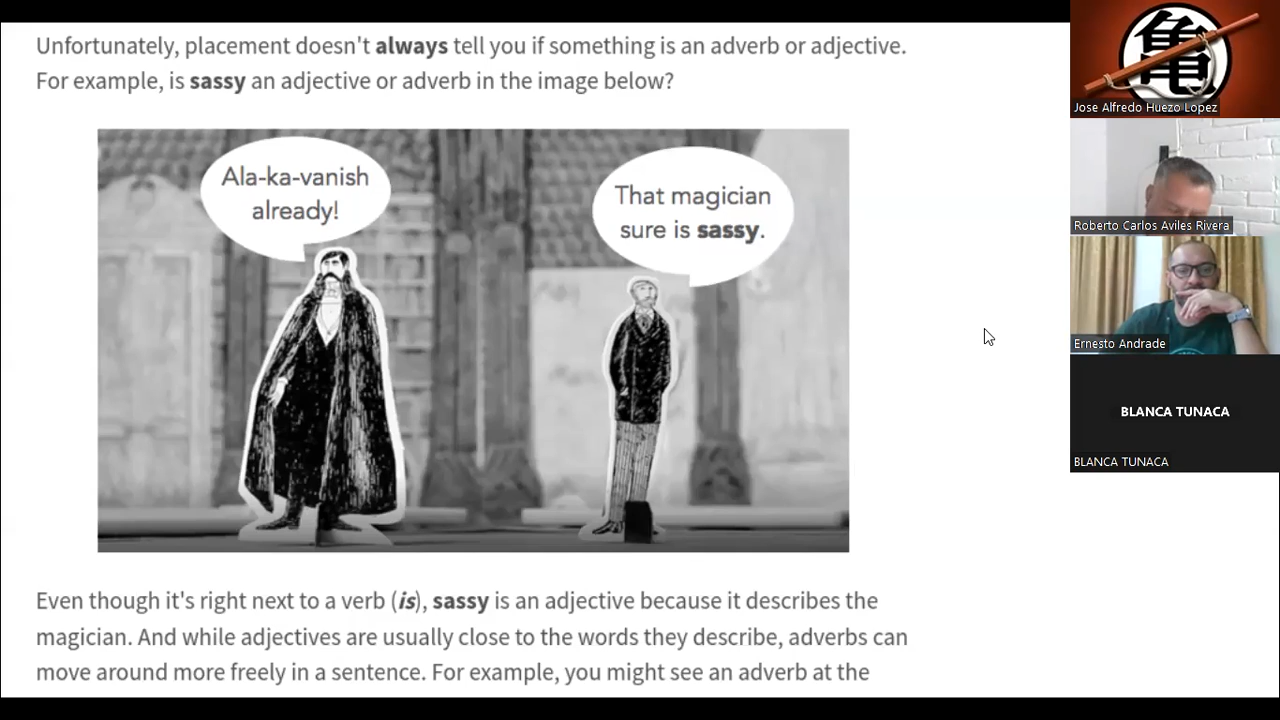 Unfortunately, placement doesn't always tell you if something is an adverb or adjective.
For example, is sassy an adjective or adverb in the image below?
Ala-ka-vanish
already!
That magician
sure is sassy.
Even though it's right next to a verb (is), sassy is an adjective because it describes the
magician. And while adjectives are usually close to the words they describe, adverbs can
move around more freely in a sentence. For example, you might see an adverb at the
亀
Jose Alfredo Huezo Lopez
Roberto Carlos Aviles Rivera
Ernesto Andrade
BLANCA TUNACA
BLANCA TUNACA